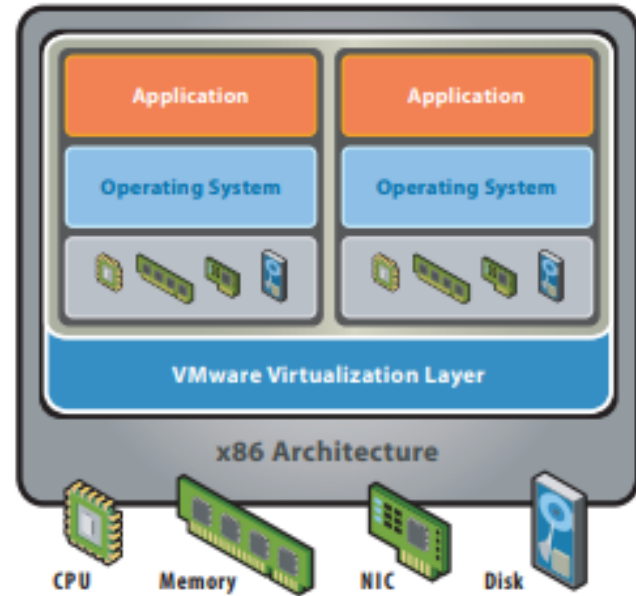 Application
Application
Operating System
Operating System
VMware Virtualization Layer
x86 Architecture
CPU
Memory
NIC
Disk